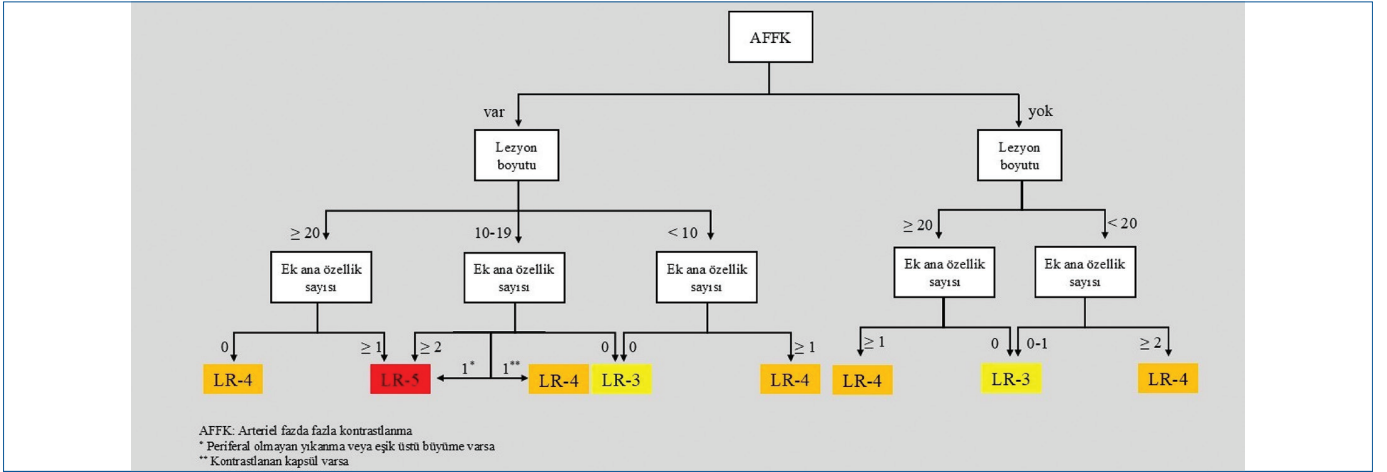 AFFK
var
yok
Lezyon
boyutu
Lezyon
boyutu
≥ 20
10-19
< 10
≥ 20
< 20
Ek ana özellik
sayısı
Ek ana özellik
sayısı
Ek ana özellik
sayısı
Ek ana özellik
sayısı
Ek ana özellik
sayısı
0
≥ 1
≥ 2
1*
1**
0
0
≥ 1
≥ 1
0
0-1
≥ 2
LR-4
LR-5
LR-4
LR-3
LR-4
LR-4
LR-3
LR-4
AFFK: Arteriel fazda fazla kontrastlanma
* Periferal olmayan yıkanma veya eşik üstü büyüme varsa
** Kontrastlanan kapsül varsa